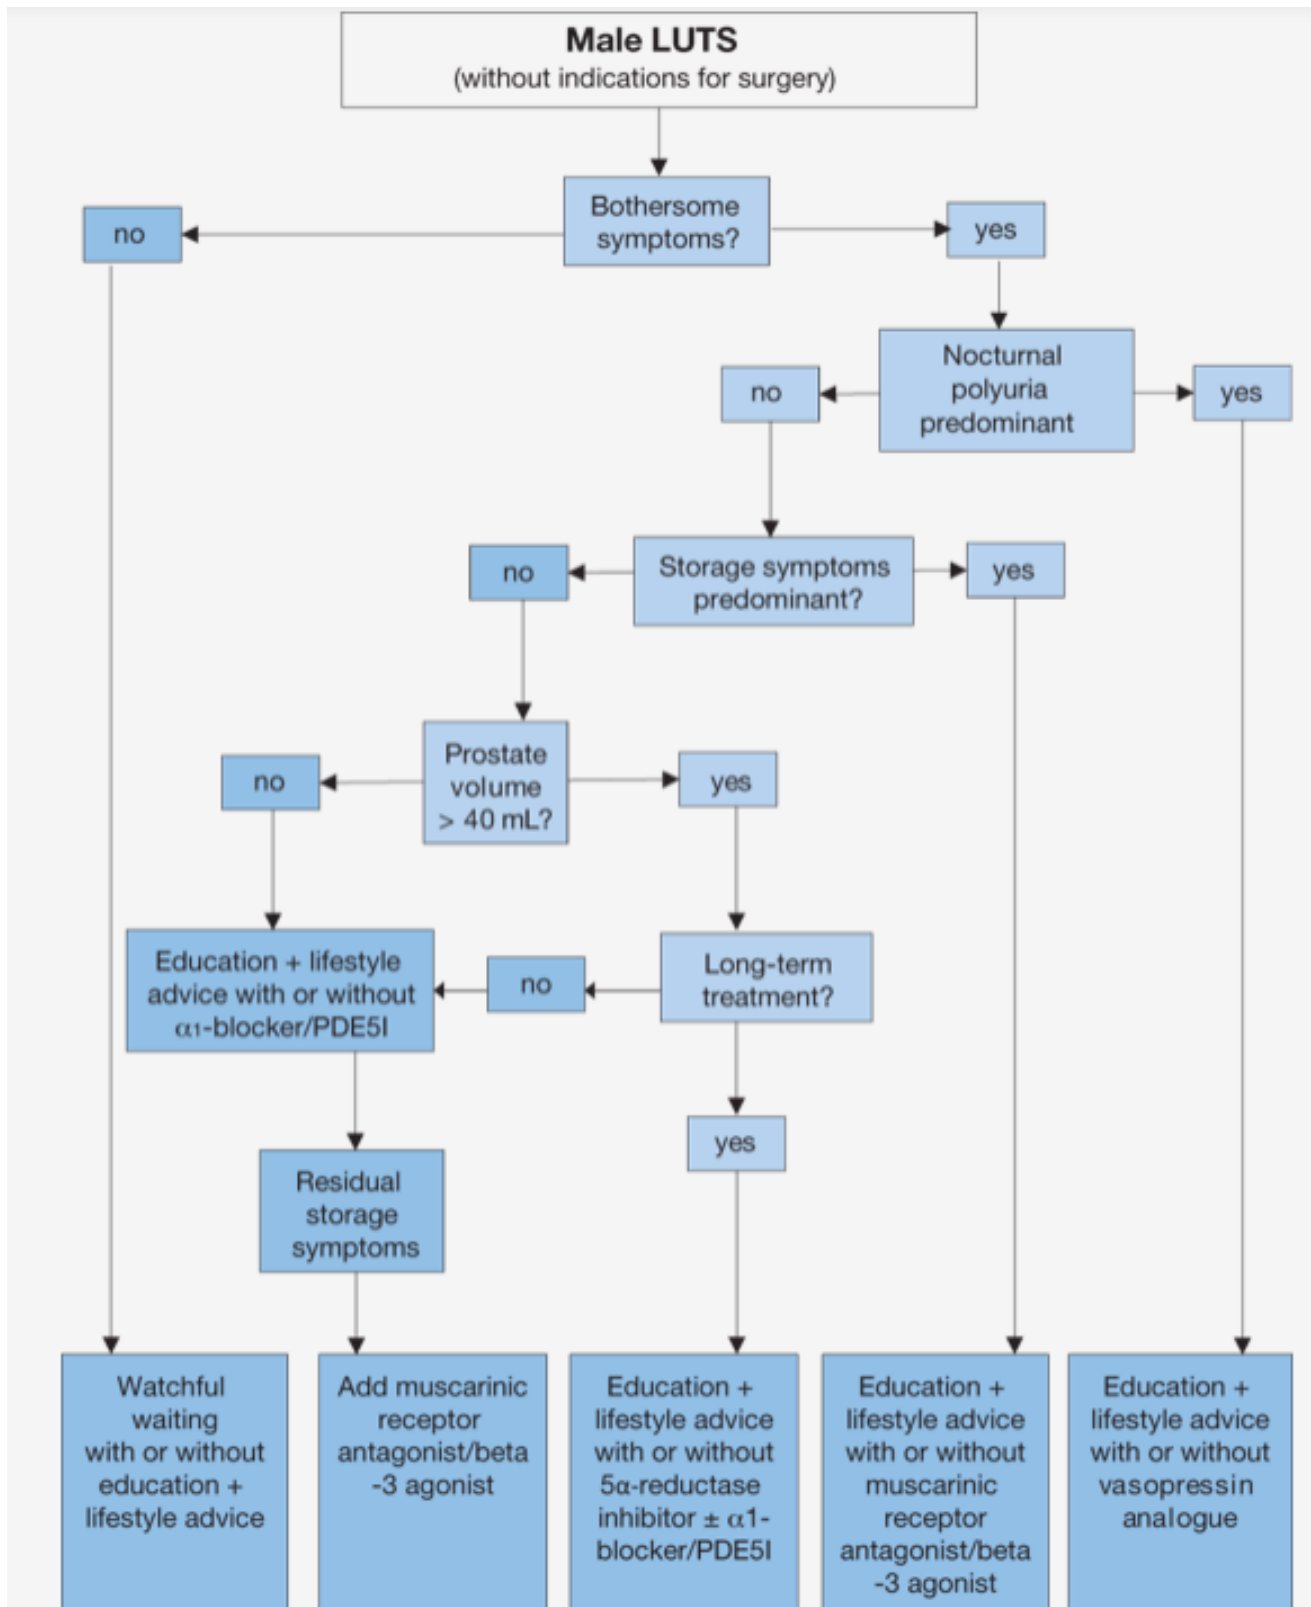 Male LUTS
(without indications for surgery)
Bothersome
symptoms?
no
yes
Nocturnal
polyuria
predominant
no
yes
Storage symptoms
predominant?
no
yes
Prostate
volume
> 40 mL?
no
yes
Education + lifestyle
advice with or without
α1-blocker/PDE5I
no
Long-term
treatment?
yes
Residual
storage
symptoms
Watchful
waiting
with or without
education +
lifestyle advice
Add muscarinic
receptor
antagonist/beta
-3 agonist
Education +
lifestyle advice
with or without
5α-reductase
inhibitor ± α1-
blocker/PDE5I
Education +
lifestyle advice
with or without
muscarinic
receptor
antagonist/beta
-3 agonist
Education +
lifestyle advice
with or without
vasopressin
analogue